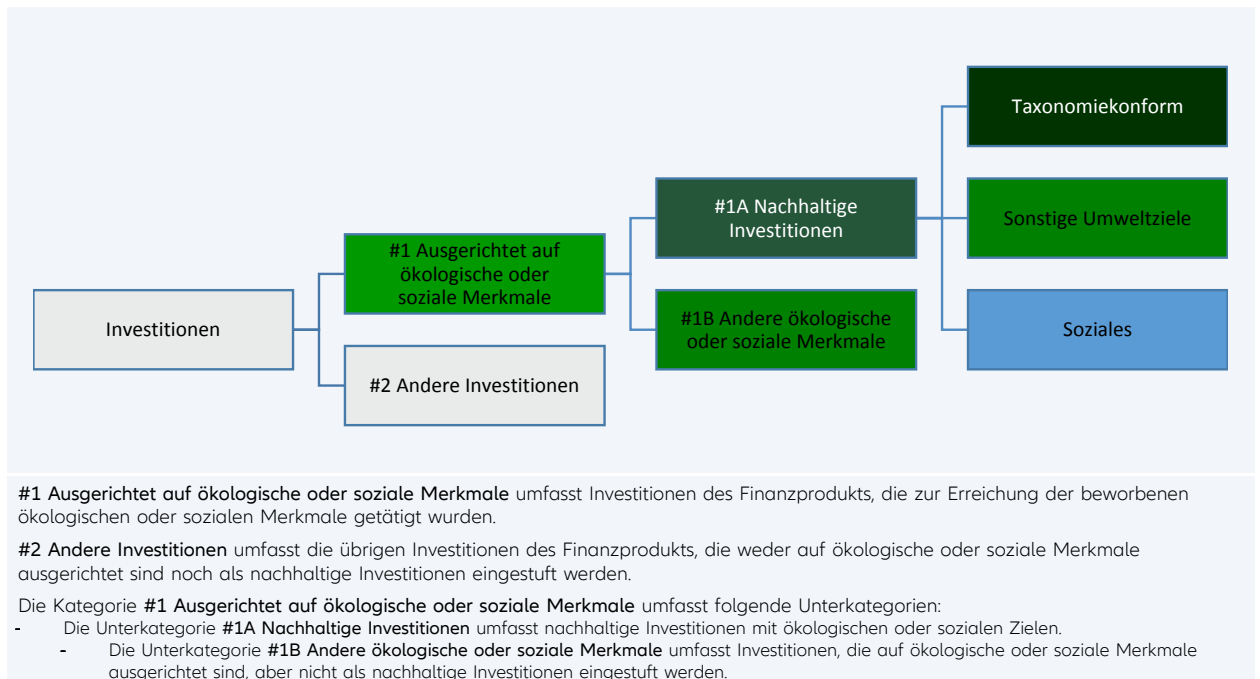 Taxonomiekonform
#1A Nachhaltige
Investitionen
Sonstige Umweltziele
#1 Ausgerichtet auf
ökologische oder
soziale Merkmale
Investitionen
#1B Andere ökologische
oder soziale Merkmale
Soziales
#2 Andere Investitionen
#1 Ausgerichtet auf ökologische oder soziale Merkmale umfasst Investitionen des Finanzprodukts, die zur Erreichung der beworbenen
ökologischen oder sozialen Merkmale getätigt wurden.
#2 Andere Investitionen umfasst die übrigen Investitionen des Finanzprodukts, die weder auf ökologische oder soziale Merkmale
ausgerichtet sind noch als nachhaltige Investitionen eingestuft werden.
Die Kategorie #1 Ausgerichtet auf ökologische oder soziale Merkmale umfasst folgende Unterkategorien:
- Die Unterkategorie #1A Nachhaltige Investitionen umfasst nachhaltige Investitionen mit ökologischen oder sozialen Zielen.
- Die Unterkategorie #1B Andere ökologische oder soziale Merkmale umfasst Investitionen, die auf ökologische oder soziale Merkmale
ausgerichtet sind, aber nicht als nachhaltige Investitionen eingestuft werden.